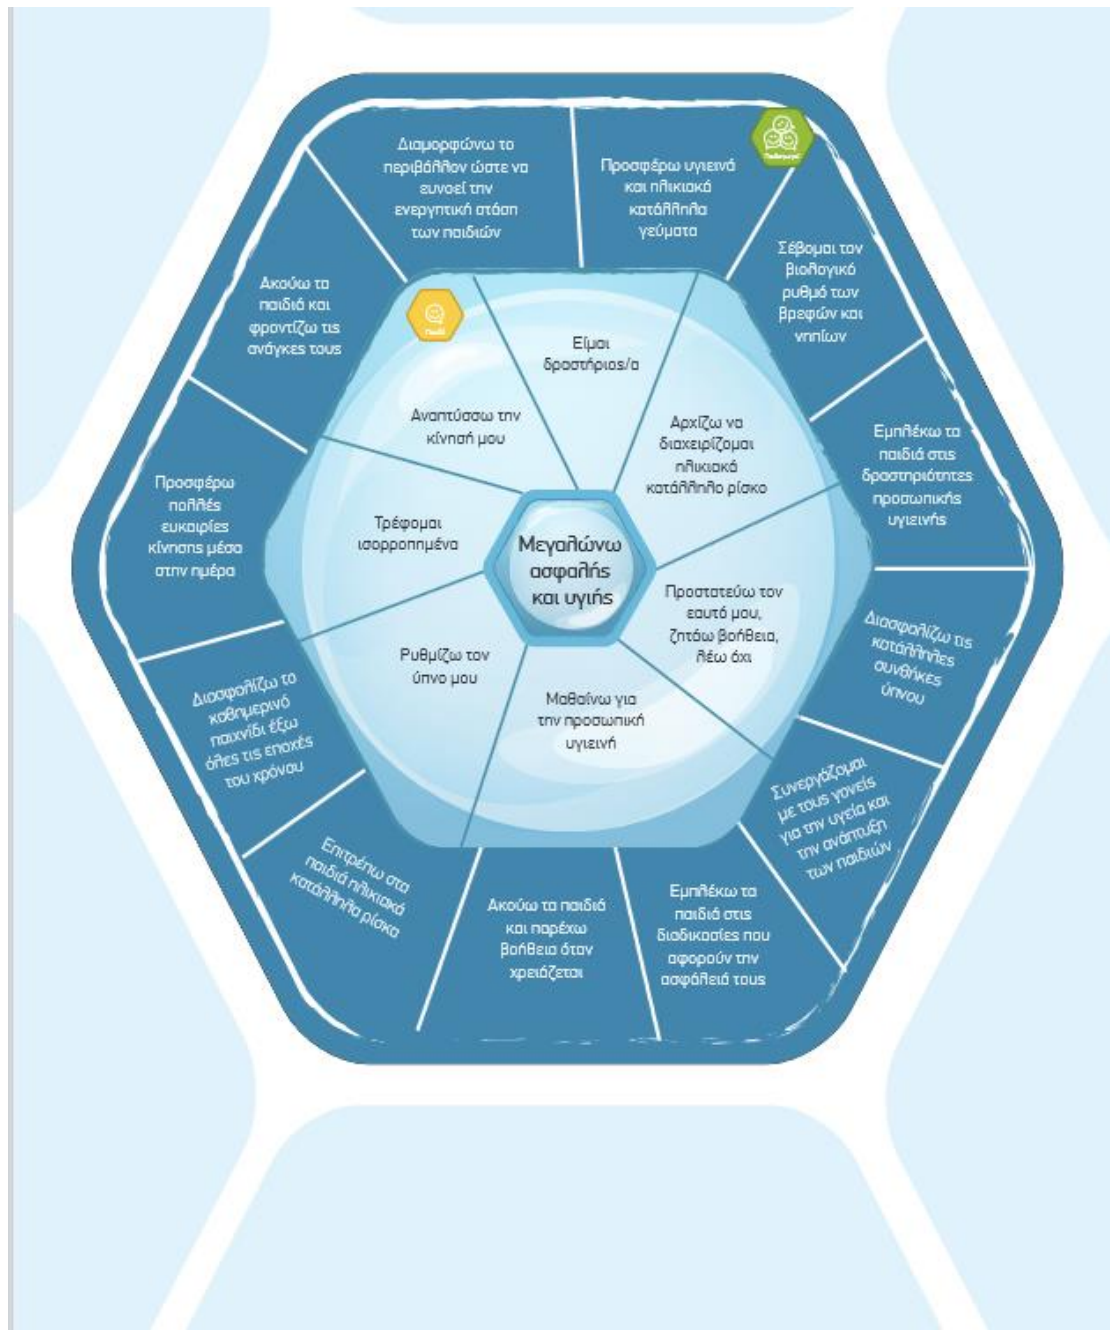 Διαμορφώνω το
περιβάλλον ώστε να
ευνοεί την
ενεργητική στάση
των παιδιών
Προσφέρω υγιεινά
και ηλικιακά
κατάλληλα
γεύματα
Παιδαγωγοί
Σέβομαι τον
βιολογικό
ρυθμό των
βρεφών και
νηπίων
Εμπλέκω τα
παιδιά στις
δραστηριότητες
προσωπικής
υγιεινής
Διασφαλίζω τις
κατάλληλες
συνθήκες
ύπνου
Συνεργάζομαι
με τους γονείς
για την υγεία και
την ανάπτυξη
των παιδιών
Εμπλέκω τα
παιδιά στις
διαδικασίες που
αφορούν την
ασφάλειά τους
Ακούω τα παιδιά
και παρέχω
βοήθεια όταν
χρειάζεται
Επιτρέπω στα
παιδιά ηλικιακά
κατάλληλα ρίσκα
Διασφαλίζω το
καθημερινό
παιχνίδι έξω
όλες τις εποχές
του χρόνου
Προσφέρω
πολλές
ευκαιρίες
κίνησης μέσα
στην ημέρα
Ακούω τα
παιδιά και
φροντίζω τις
ανάγκες τους
Παιδί
Είμαι
δραστήριος/α
Αρχίζω να
διαχειρίζομαι
ηλικιακά
κατάλληλο ρίσκο
Προστατεύω τον
εαυτό μου,
ζητάω βοήθεια,
λέω όχι
Μαθαίνω για
την προσωπική
υγιεινή
Ρυθμίζω τον
ύπνο μου
Τρέφομαι
ισορροπημένα
Αναπτύσσω την
κίνησή μου
Μεγαλώνω
ασφαλής
και υγιής